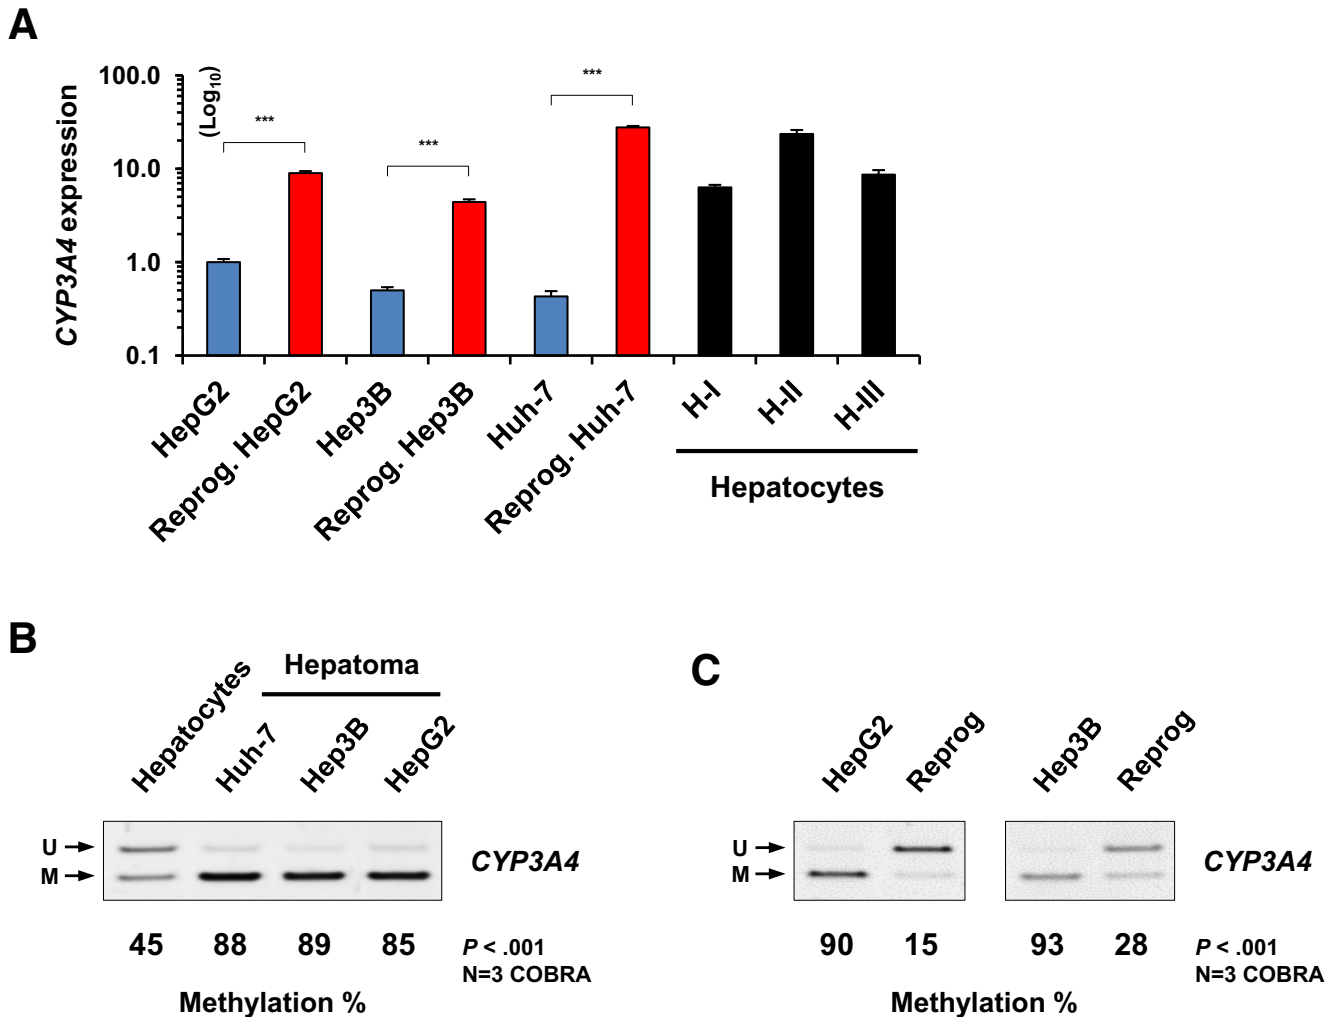 A
CYP3A4 expression
(Log10)
100.0
10.0
1.0
0.1
***
***
***
HepG2
Reprog. HepG2
Hep3B
Reprog. Hep3B
Huh-7
Reprog. Huh-7
H-I
H-II
H-III
Hepatocytes
B
Hepatoma
Hepatocytes
Huh-7
Hep3B
HepG2
U
M
CYP3A4
45 88 89 85
P < .001
N=3 COBRA
Methylation %
C
HepG2
Reprog
Hep3B
Reprog
U
M
CYP3A4
90 15 93 28
P < .001
N=3 COBRA
Methylation %